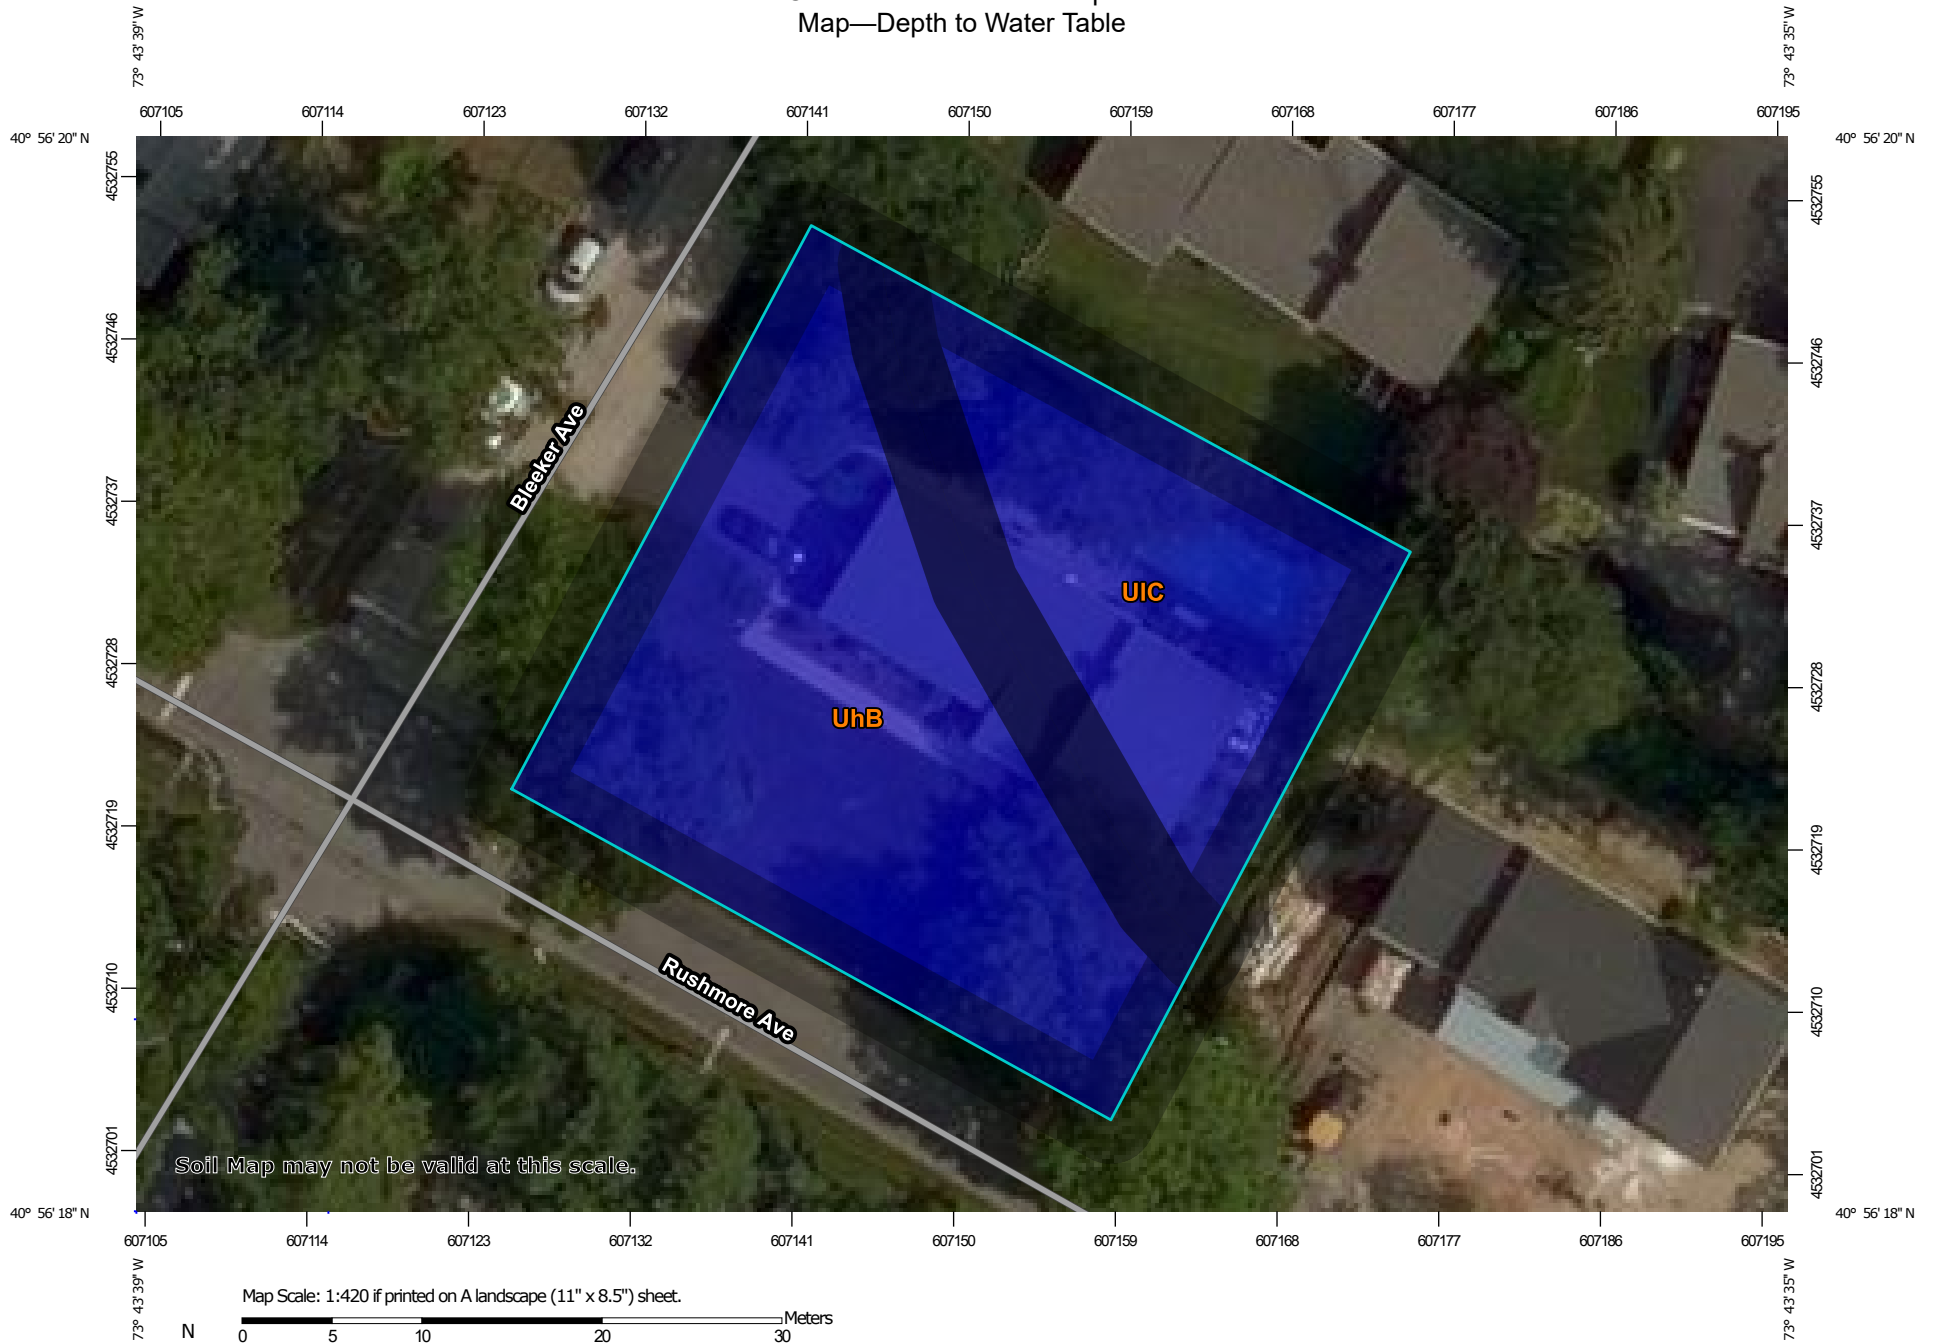 Map—Depth to Water Table
73° 43' 39" W
73° 43' 35" W
607105 607114 607123 607132 607141 607150 607159 607168 607177 607186 607195
40° 56' 20" N
40° 56' 20" N
4532755
4532746
4532737
4532728
4532719
4532710
4532701
4532755
4532746
4532737
4532728
4532719
4532710
4532701
Bleeker Ave
UIC
UhB
Rushmore Ave
Soil Map may not be valid at this scale.
40° 56' 18" N
40° 56' 18" N
607105 607114 607123 607132 607141 607150 607159 607168 607177 607186 607195
73° 43' 39" W
73° 43' 35" W
Map Scale: 1:420 if printed on A landscape (11" x 8.5") sheet.
Meters
N
0 5 10 20 30